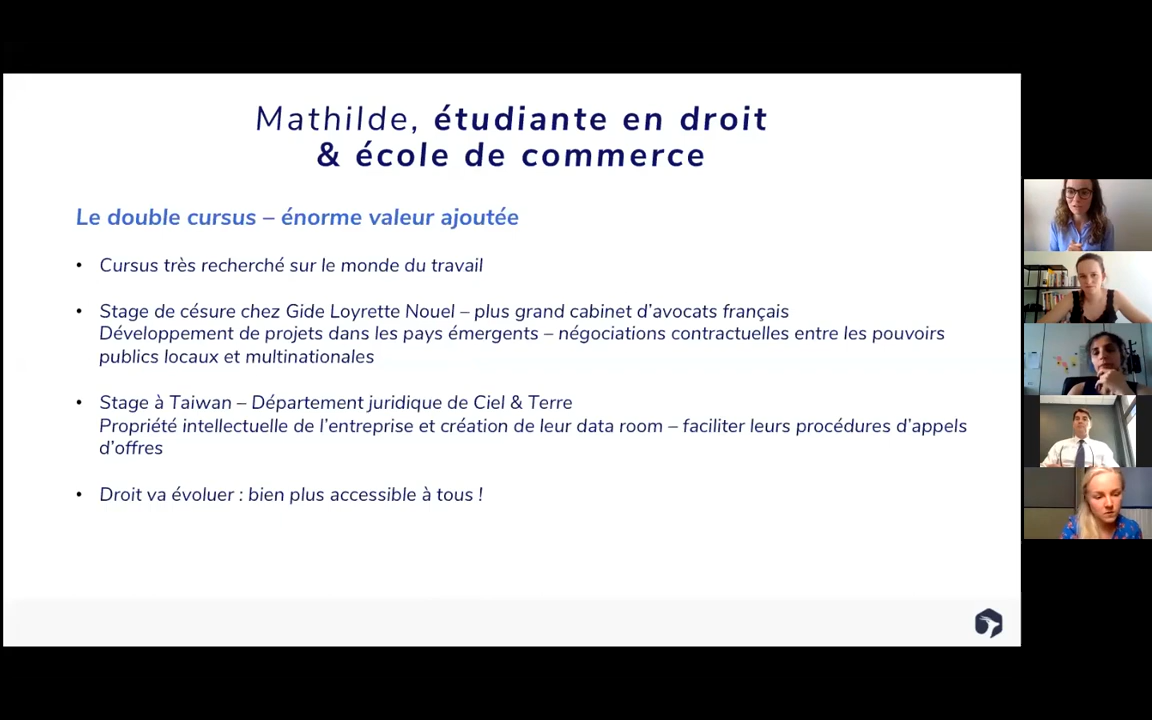 Mathilde, étudiante en droit
& école de commerce
Le double cursus – énorme valeur ajoutée
• Cursus très recherché sur le monde du travail
• Stage de césure chez Gide Loyrette Nouel – plus grand cabinet d’avocats français
Développement de projets dans les pays émergents – négociations contractuelles entre les pouvoirs
publics locaux et multinationales
• Stage à Taiwan – Département juridique de Ciel & Terre
Propriété intellectuelle de l’entreprise et création de leur data room – faciliter leurs procédures d’appels
d’offres
• Droit va évoluer : bien plus accessible à tous !